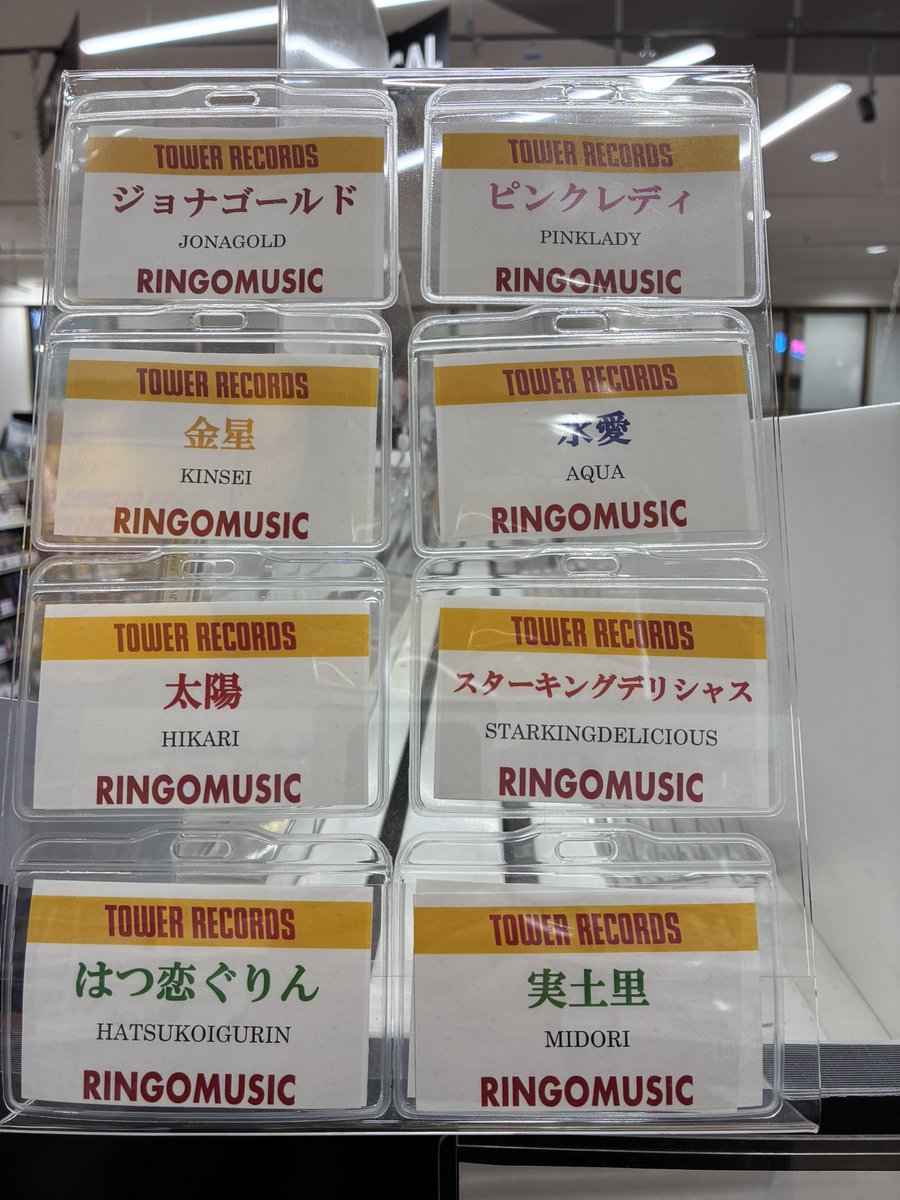 TOWER RECORDS
ジョナゴールド
JONAGOLD
RINGOMUSIC
TOWER RECORDS
ピンクレディ
PINKLADY
RINGOMUSIC
TOWER RECORDS
金星
KINSEI
RINGOMUSIC
TOWER RECORDS
水愛
AQUA
RINGOMUSIC
TOWER RECORDS
太陽
HIKARI
RINGOMUSIC
TOWER RECORDS
スターキングデリシャス
STARKINGDELICIOUS
RINGOMUSIC
TOWER RECORDS
はつ恋ぐりん
HATSUKOIGURIN
RINGOMUSIC
TOWER RECORDS
実土里
MIDORI
RINGOMUSIC